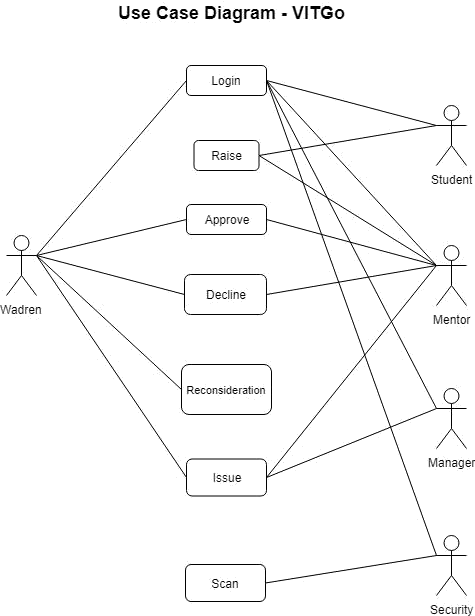 Use Case Diagram - VITGo
Login
Raise
Student
Approve
Wadren
Decline
Mentor
Reconsideration
Manager
Issue
Scan
Security